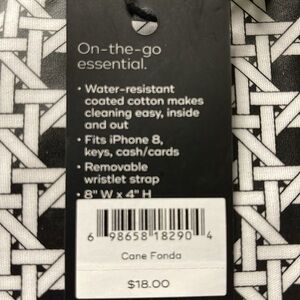 On-the-go
essential.
• Water-resistant
coated cotton makes
cleaning easy, inside
and out
• Fits iPhone 8,
keys, cash/cards
• Removable
wristlet strap
• 8" W x 4" H
6 98658 18290 4
Cane Fonda
$18.00